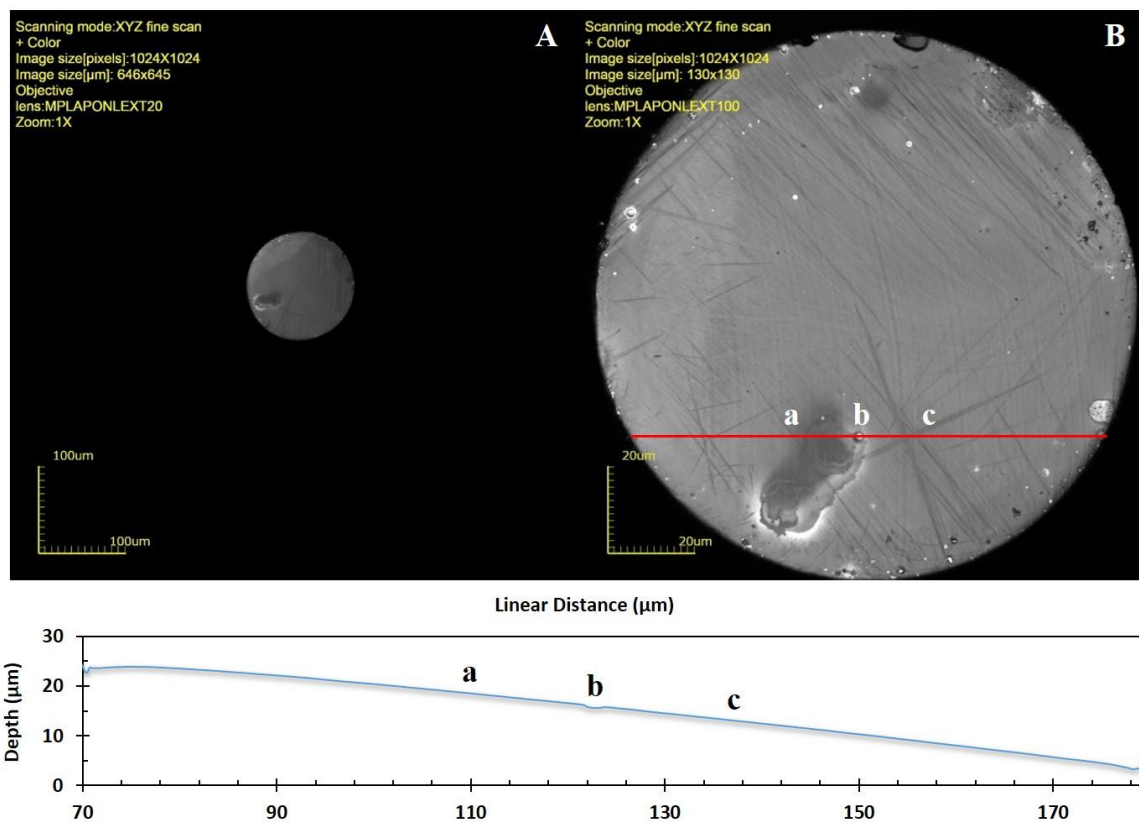 Scanning mode:XYZ fine scan
+ Color
Image size[pixels]:1024X1024
Image size[µm]: 646x645
Objective
lens:MPLAPONLEXT20
Zoom:1X
A
100um
100um
Scanning mode:XYZ fine scan
+ Color
Image size[pixels]:1024X1024
Image size[µm]: 130x130
Objective
lens:MPLAPONLEXT100
Zoom:1X
B
a b c
20um
20um
Linear Distance (µm)
Depth (µm)
30
20
10
0
a
b
c
70 90 110 130 150 170